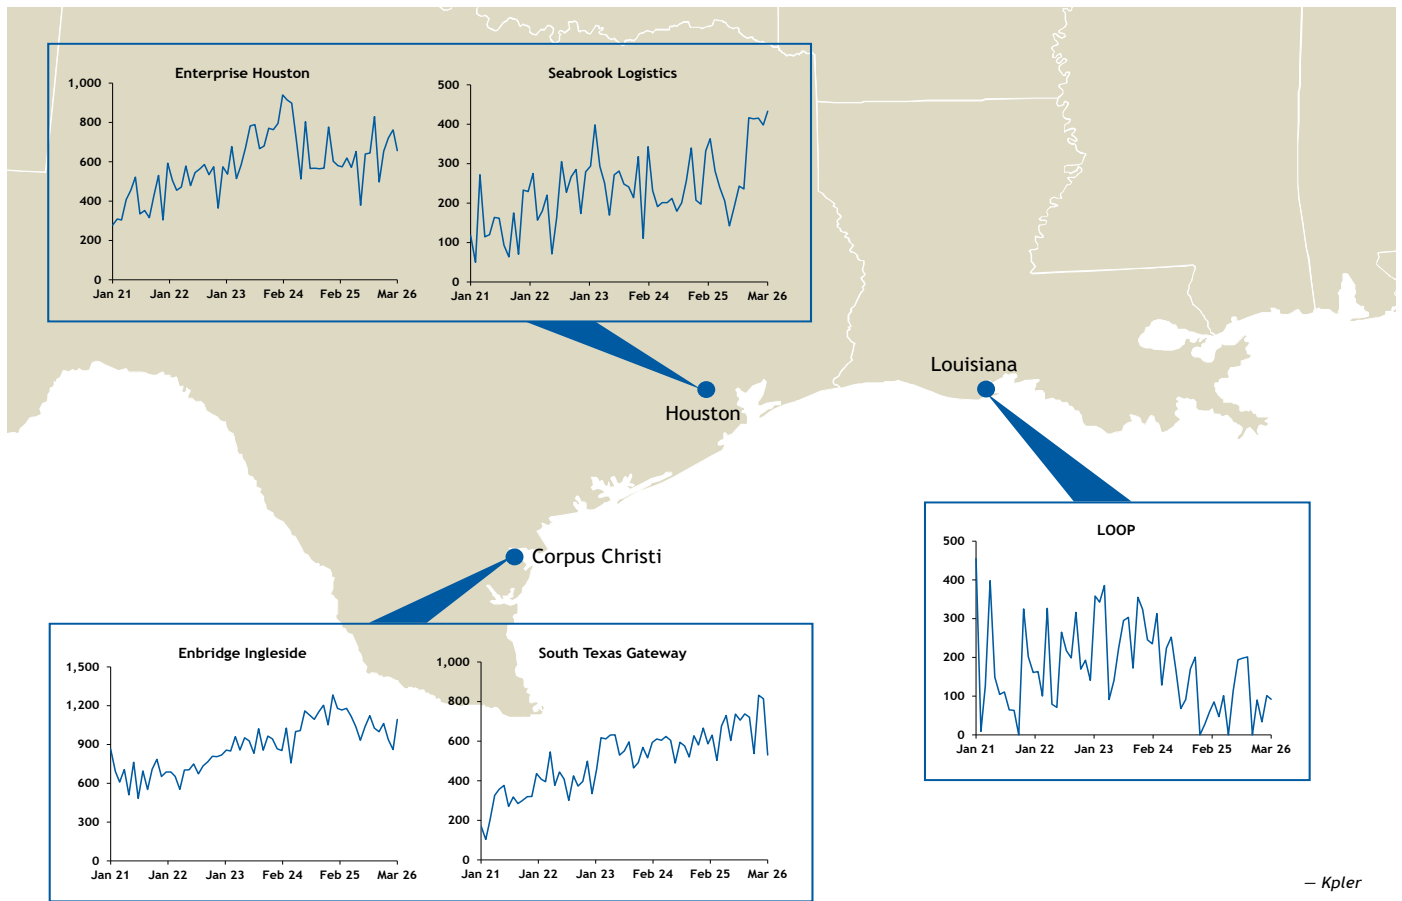 Enterprise Houston
1,000
800
600
400
200
0
Jan 21 Jan 22 Jan 23 Feb 24 Feb 25 Mar 26
Seabrook Logistics
500
400
300
200
100
0
Jan 21 Jan 22 Jan 23 Feb 24 Feb 25 Mar 26
Louisiana
Houston
Corpus Christi
LOOP
500
400
300
200
100
0
Jan 21 Jan 22 Jan 23 Feb 24 Feb 25 Mar 26
Enbridge Ingleside
1,500
1,200
900
600
300
0
Jan 21 Jan 22 Jan 23 Feb 24 Feb 25 Mar 26
South Texas Gateway
1,000
800
600
400
200
0
Jan 21 Jan 22 Jan 23 Feb 24 Feb 25 Mar 26
— Kpler